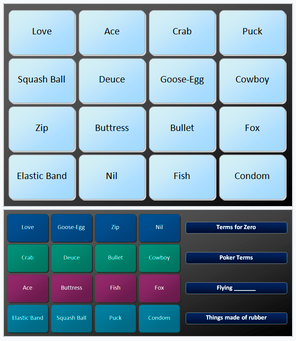 Love Ace Crab Puck
Squash Ball Deuce Goose-Egg Cowboy
Zip Buttress Bullet Fox
Elastic Band Nil Fish Condom
Love Goose-Egg Zip Nil Terms for Zero
Crab Deuce Bullet Cowboy Poker Terms
Ace Buttress Fish Fox Flying ______
Elastic Band Squash Ball Puck Condom Things made of rubber